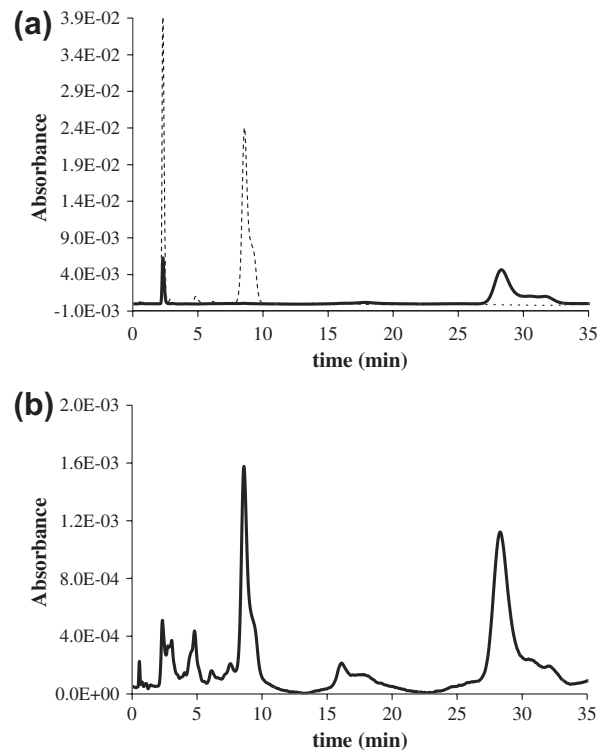 (a)
3.9E-02
3.4E-02
2.9E-02
2.4E-02
1.9E-02
1.4E-02
9.0E-03
4.0E-03
-1.0E-03
Absorbance
0 5 10 15 20 25 30 35
time (min)
(b)
2.0E-03
1.6E-03
1.2E-03
8.0E-04
4.0E-04
0.0E+00
Absorbance
0 5 10 15 20 25 30 35
time (min)